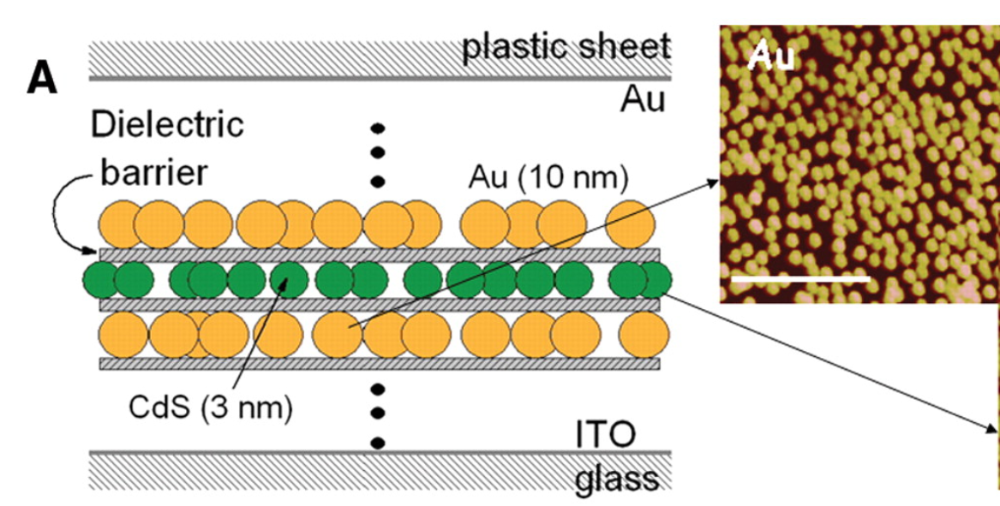 A
plastic sheet
Au
Dielectric
barrier
Au (10 nm)
Au
CdS (3 nm)
ITO
glass